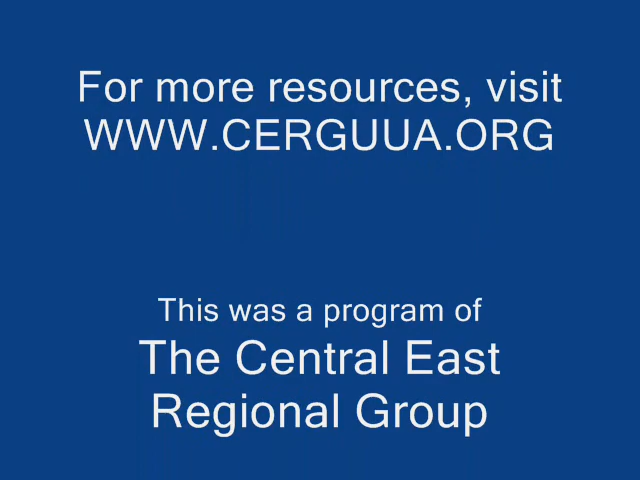 For more resources, visit
WWW.CERGUUA.ORG
This was a program of
The Central East
Regional Group